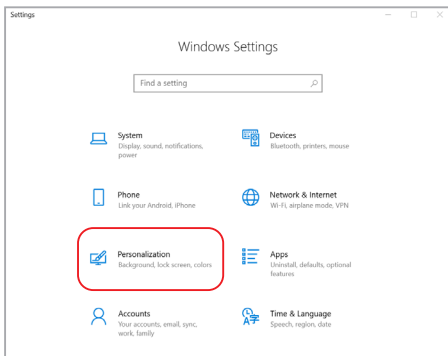 Settings
Windows Settings
Find a setting
System
Display, sound, notifications,
power
Devices
Bluetooth, printers, mouse
Phone
Link your Android, iPhone
Network & Internet
Wi-Fi, airplane mode, VPN
Personalization
Background, lock screen, colors
Apps
Uninstall, defaults, optional
features
Accounts
Your accounts, email, sync,
work, family
Time & Language
Speech, region, date